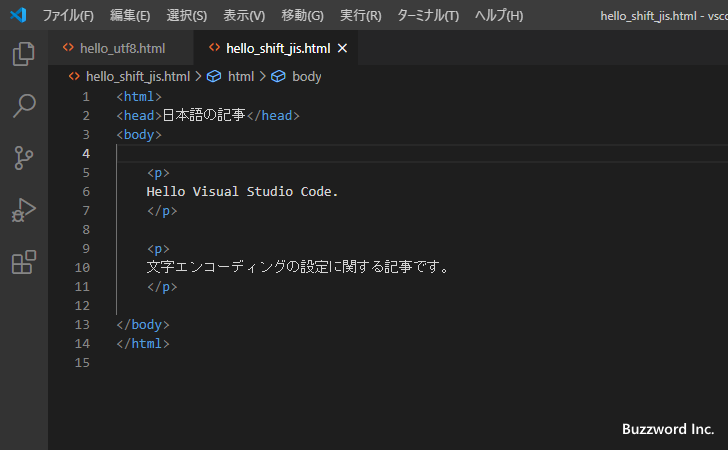 ファイル(F) 編集(E) 選択(S) 表示(V) 移動(G) 実行(R) ターミナル(T) ヘルプ(H) hello_shift_jis.html - vsco
hello_utf8.html hello_shift_jis.html
hello_shift_jis.html > html > body
1 <html>
2 <head>日本語の記事</head>
3 <body>
4
5 <p>
6 Hello Visual Studio Code.
7 </p>
8
9 <p>
10 文字エンコーディングの設定に関する記事です。
11 </p>
12
13 </body>
14 </html>
15
Buzzword Inc.